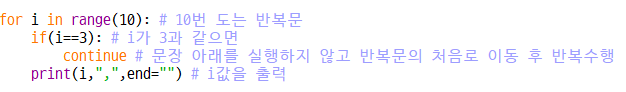 for i in range(10): # 10번 도는 반복문
    if(i==3): # i가 3과 같으면
        continue # 문장 아래를 실행하지 않고 반복문의 처음으로 이동 후 반복수행
    print(i,",",end="") # i값을 출력